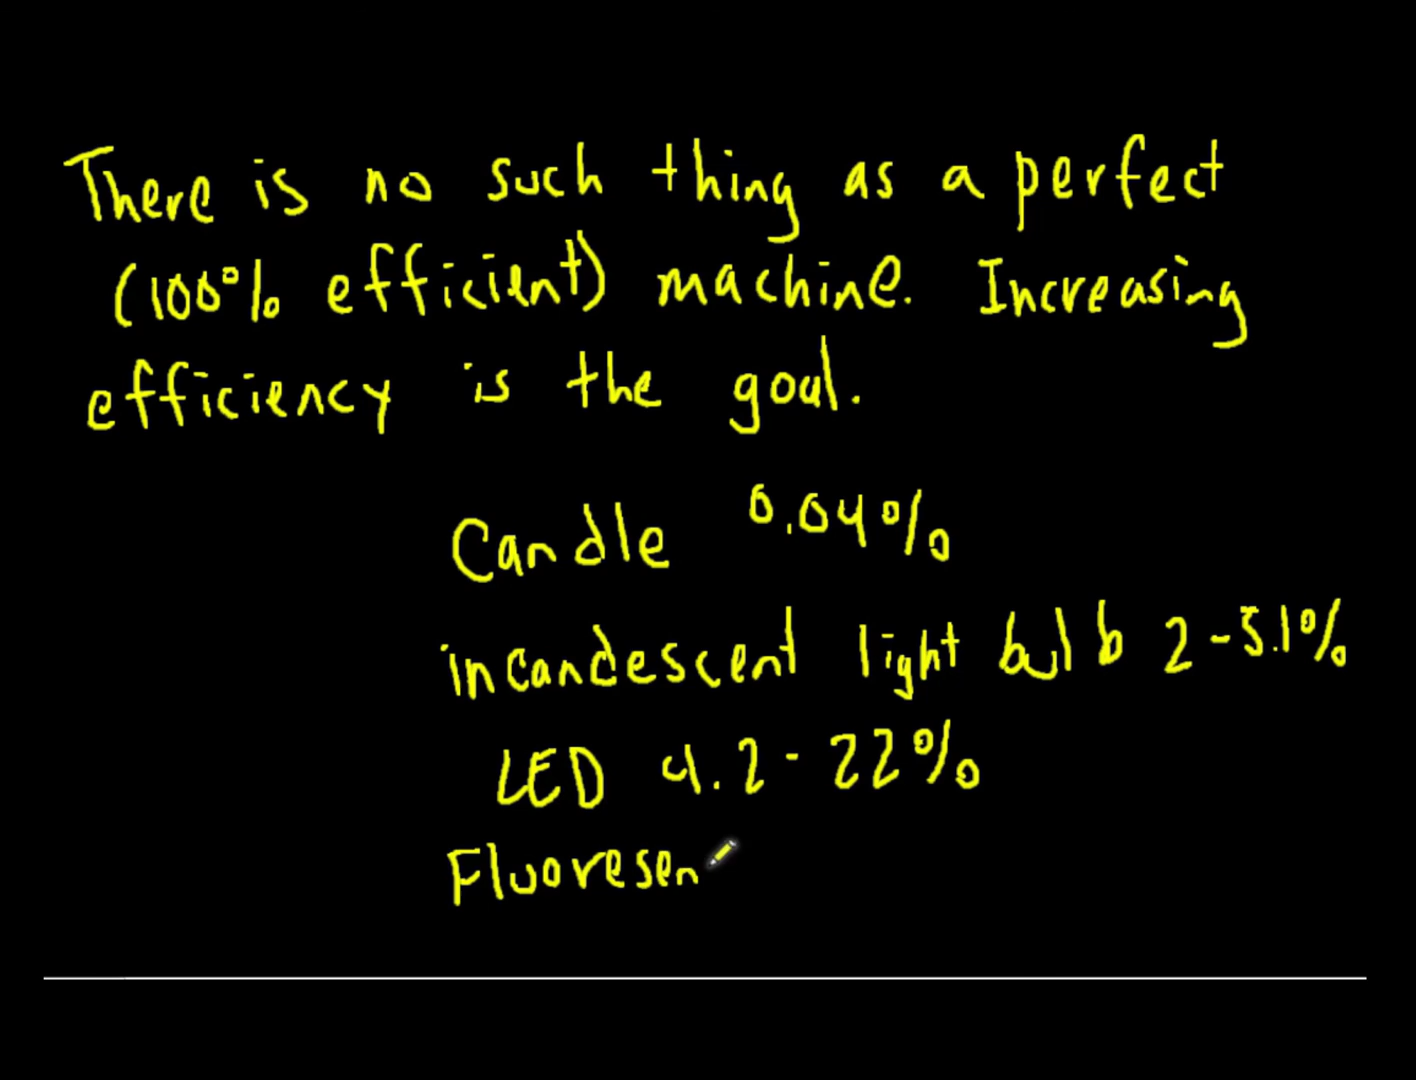 There is no such thing as a perfect
(100% efficient) machine. Increasing
efficiency is the goal.
Candle 0.04%
incandescent light bulb 2-5.1%
LED 4.2-22%
Fluoresen